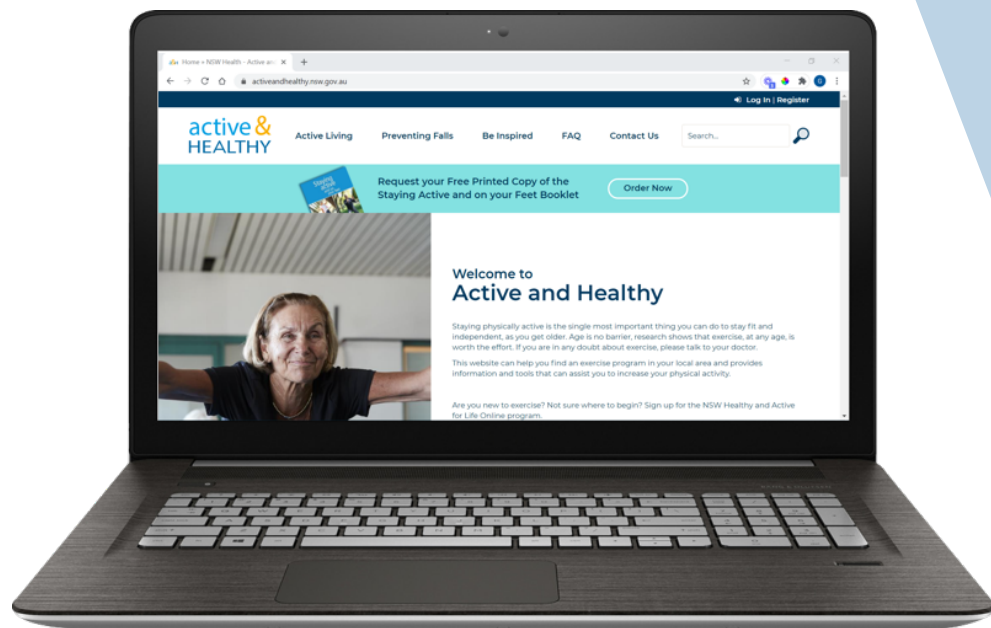 Home » NSW Health - Active an
activeandhealthy.nsw.gov.au
Log In | Register
active &
HEALTHY
Active Living
Preventing Falls
Be Inspired
FAQ
Contact Us
Search...
Staying
active
Request your Free Printed Copy of the
Staying Active and on your Feet Booklet
Order Now
Welcome to
Active and Healthy
Staying physically active is the single most important thing you can do to stay fit and
independent, as you get older. Age is no barrier, research shows that exercise, at any age, is
worth the effort. If you are in any doubt about exercise, please talk to your doctor.
This website can help you find an exercise program in your local area and provides
information and tools that can assist you to increase your physical activity.
Are you new to exercise? Not sure where to begin? Sign up for the NSW Healthy and Active
for Life Online program.